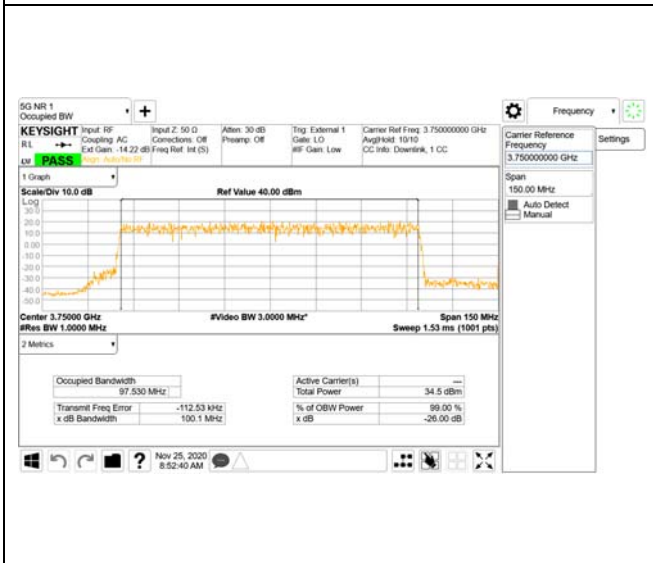 5G NR 1
Occupied BW
Frequency
KEYSIGHT Input: RF Input Z: 50 Ω Atten: 30 dB Trig: External 1 Carrier Ref Freq: 3.750000000 GHz
RL Coupling: AC Corrections: Off Preamp: Off Gate: LO Avg|Hold: 10/10
Ext Gain: -14.22 dB Freq Ref: Int (S) #IF Gain: Low CC Info: Downlink, 1 CC
PASS Align: Auto/No RF
Carrier Reference
Frequency
3.750000000 GHz
Settings
Span
150.00 MHz
Auto Detect
Manual
1 Graph
Scale/Div 10.0 dB Ref Value 40.00 dBm
Log
30.0
20.0
10.0
0.00
-10.0
-20.0
-30.0
-40.0
-50.0
Center 3.75000 GHz #Video BW 3.0000 MHz* Span 150 MHz
#Res BW 1.0000 MHz Sweep 1.53 ms (1001 pts)
2 Metrics
Occupied Bandwidth Active Carrier(s) ---
97.530 MHz Total Power 34.5 dBm
Transmit Freq Error -112.53 kHz % of OBW Power 99.00 %
x dB Bandwidth 100.1 MHz x dB -26.00 dB
? Nov 25, 2020
8:52:40 AM